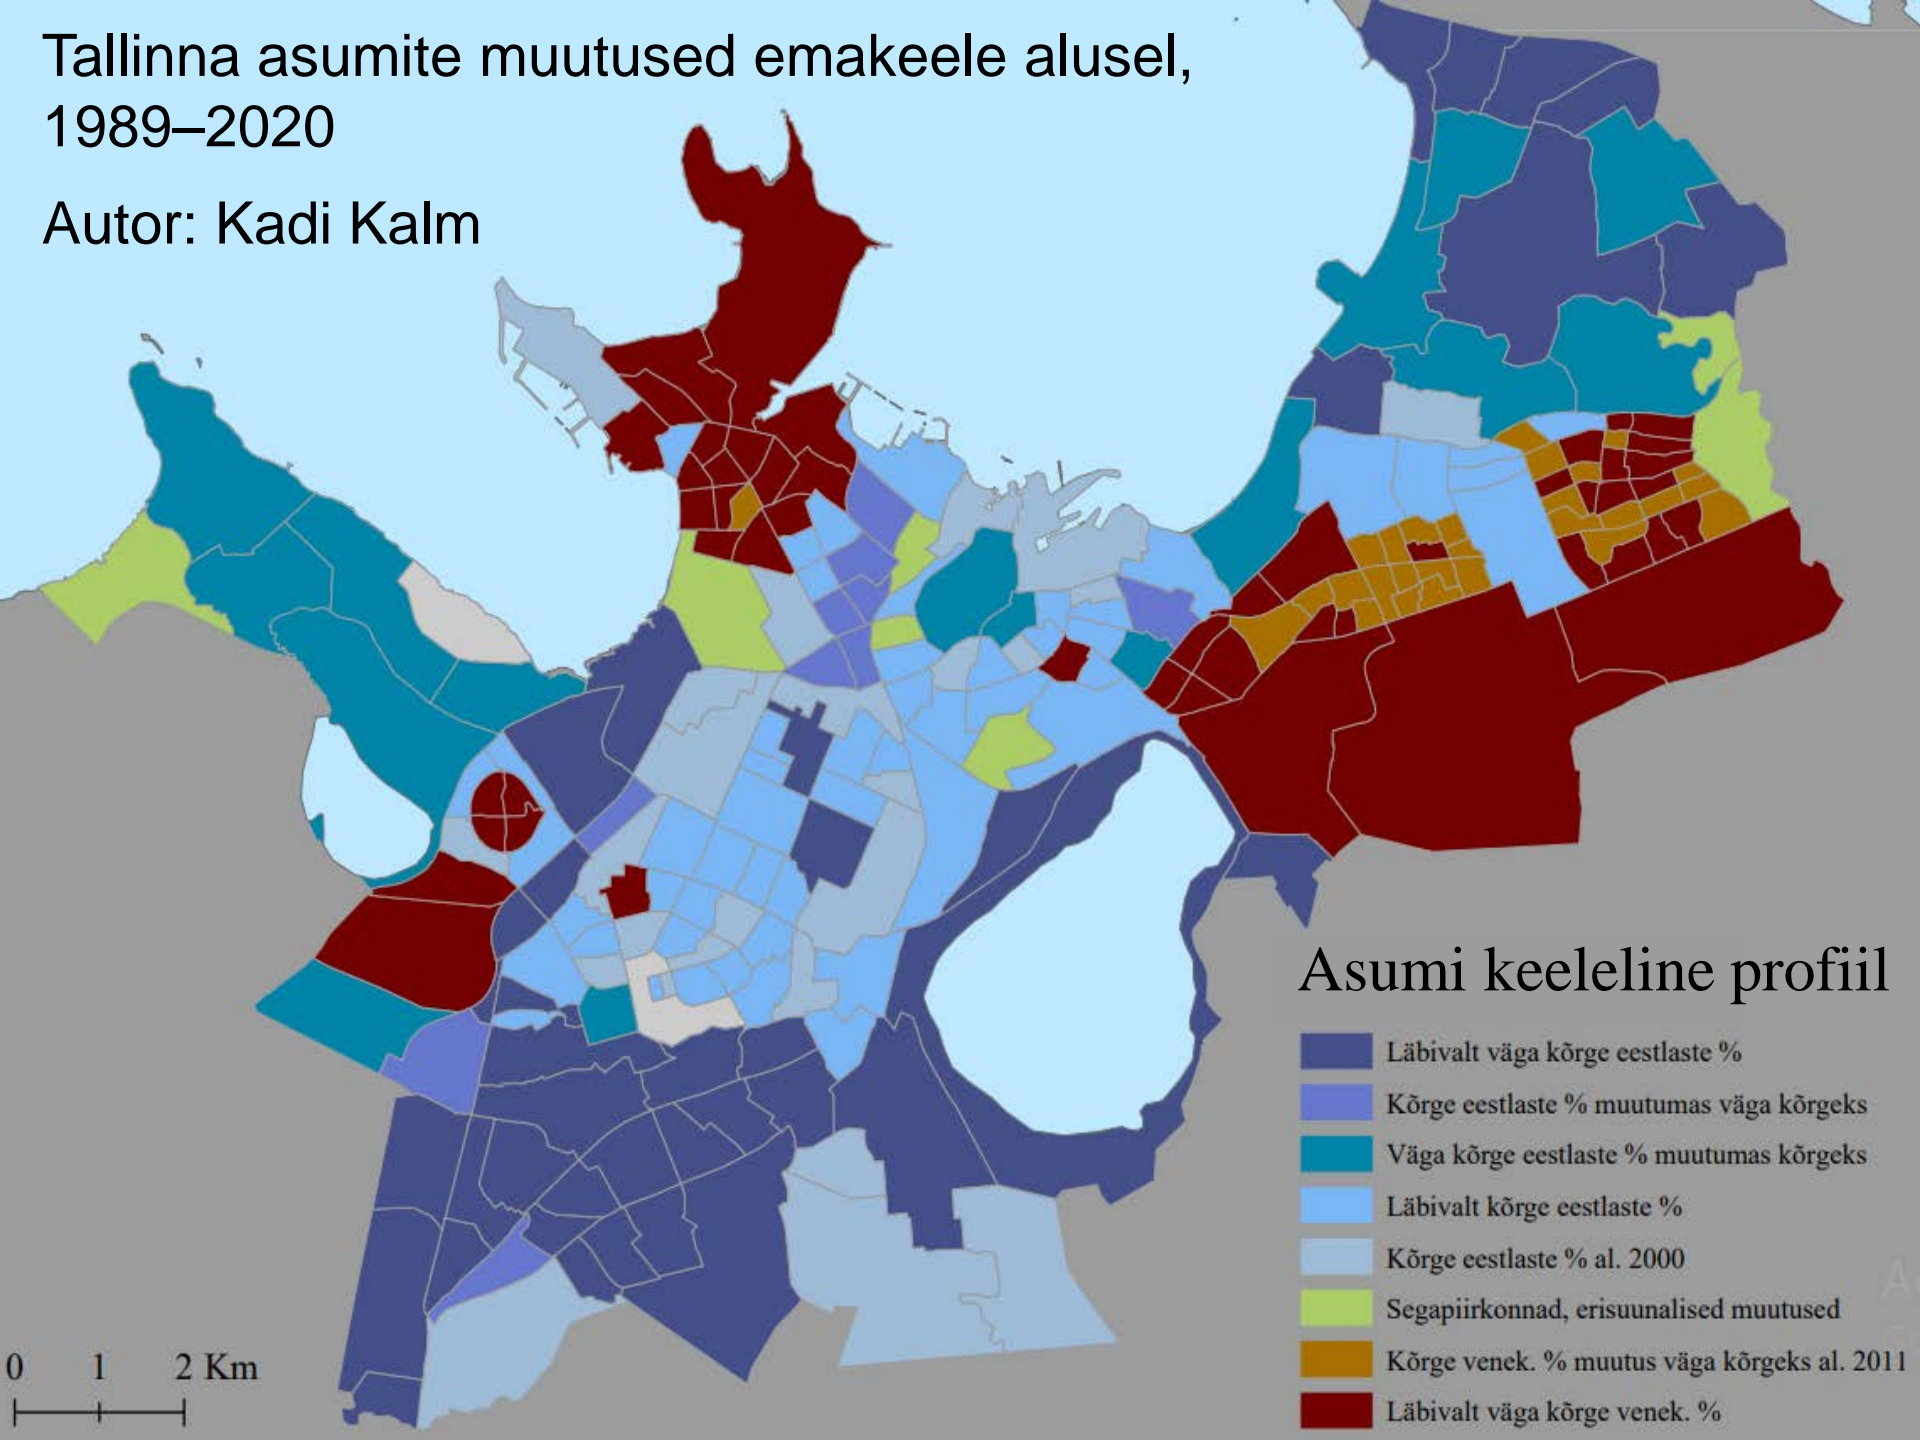 Tallinna asumite muutused emakeele alusel,
1989–2020
Autor: Kadi Kalm
Asumi keeleline profiil
Läbivalt väga kõrge eestlaste %
Kõrge eestlaste % muutumas väga kõrgeks
Väga kõrge eestlaste % muutumas kõrgeks
Läbivalt kõrge eestlaste %
Kõrge eestlaste % al. 2000
Segapiirkonnad, erisuunalised muutused
Kõrge venek. % muutus väga kõrgeks al. 2011
Läbivalt väga kõrge venek. %
0 1 2 Km